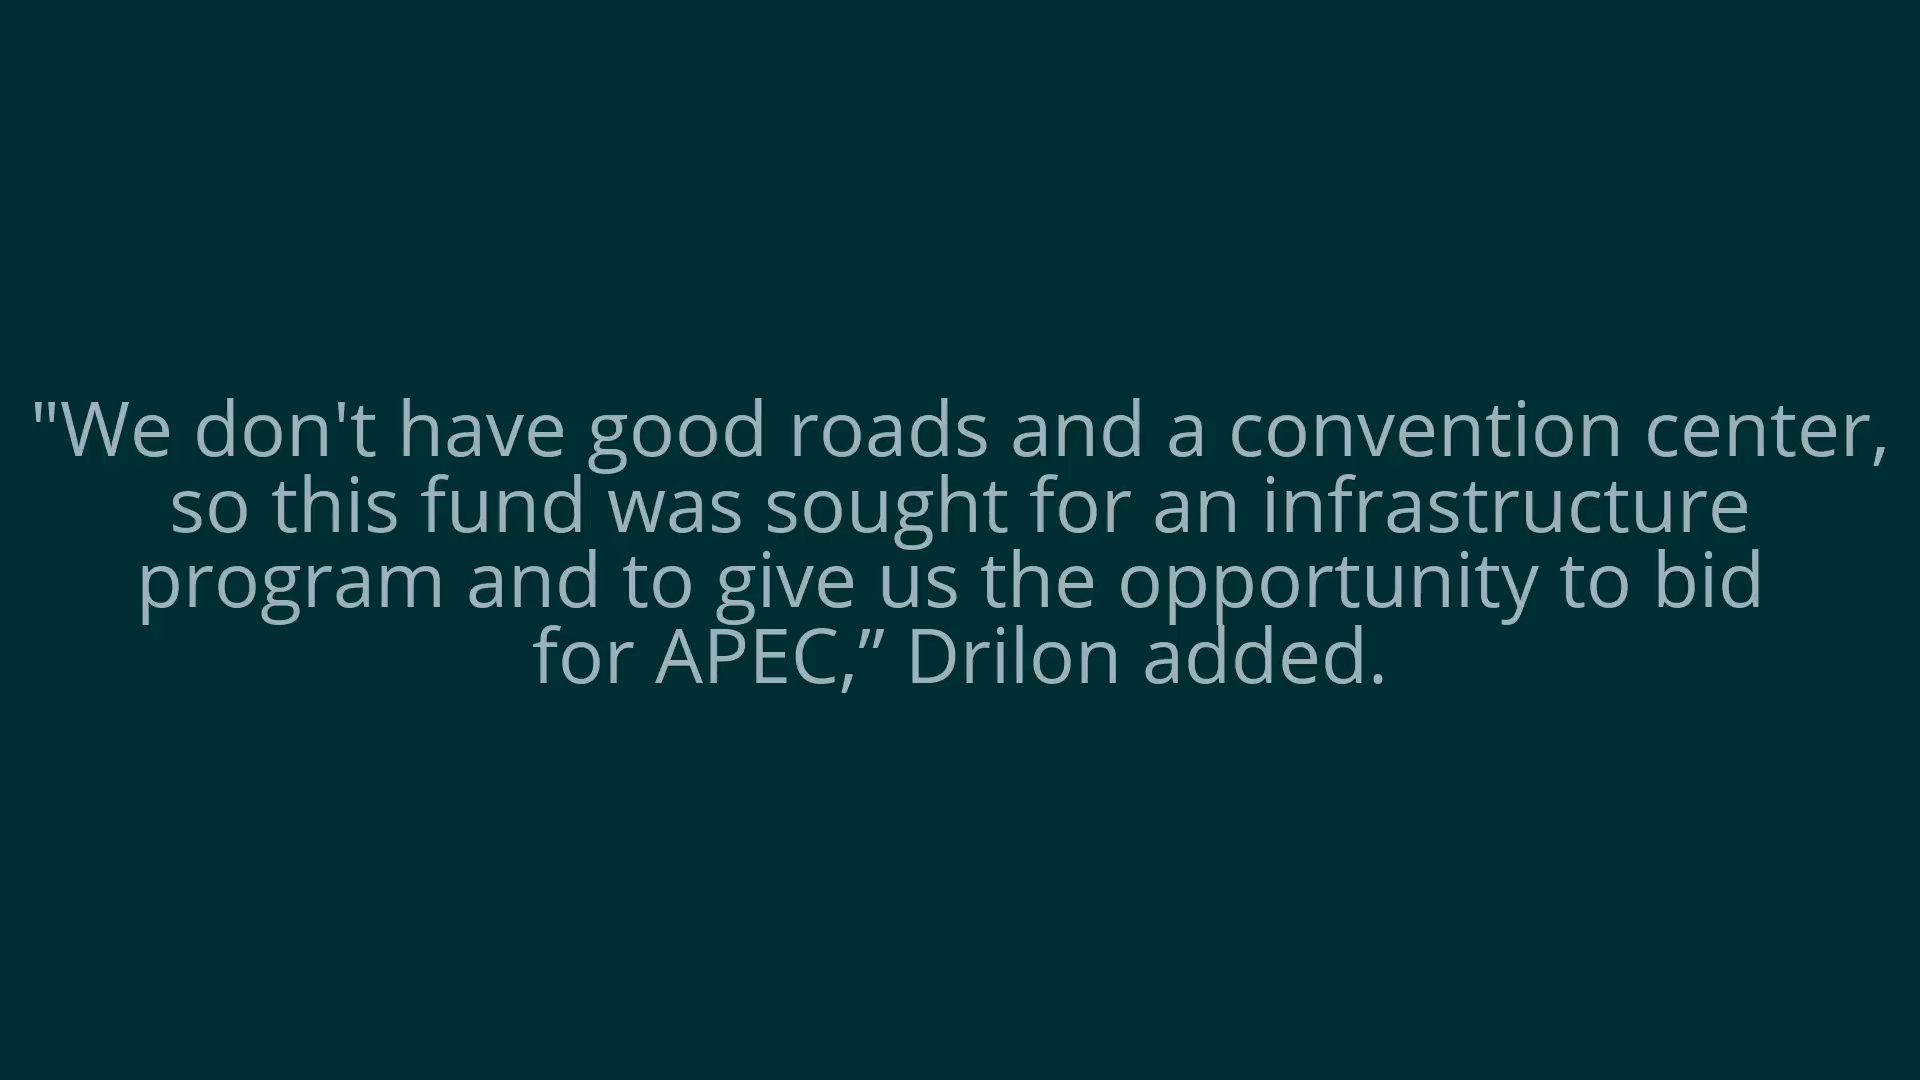 "We don't have good roads and a convention center,
so this fund was sought for an infrastructure
program and to give us the opportunity to bid
for APEC,” Drilon added.